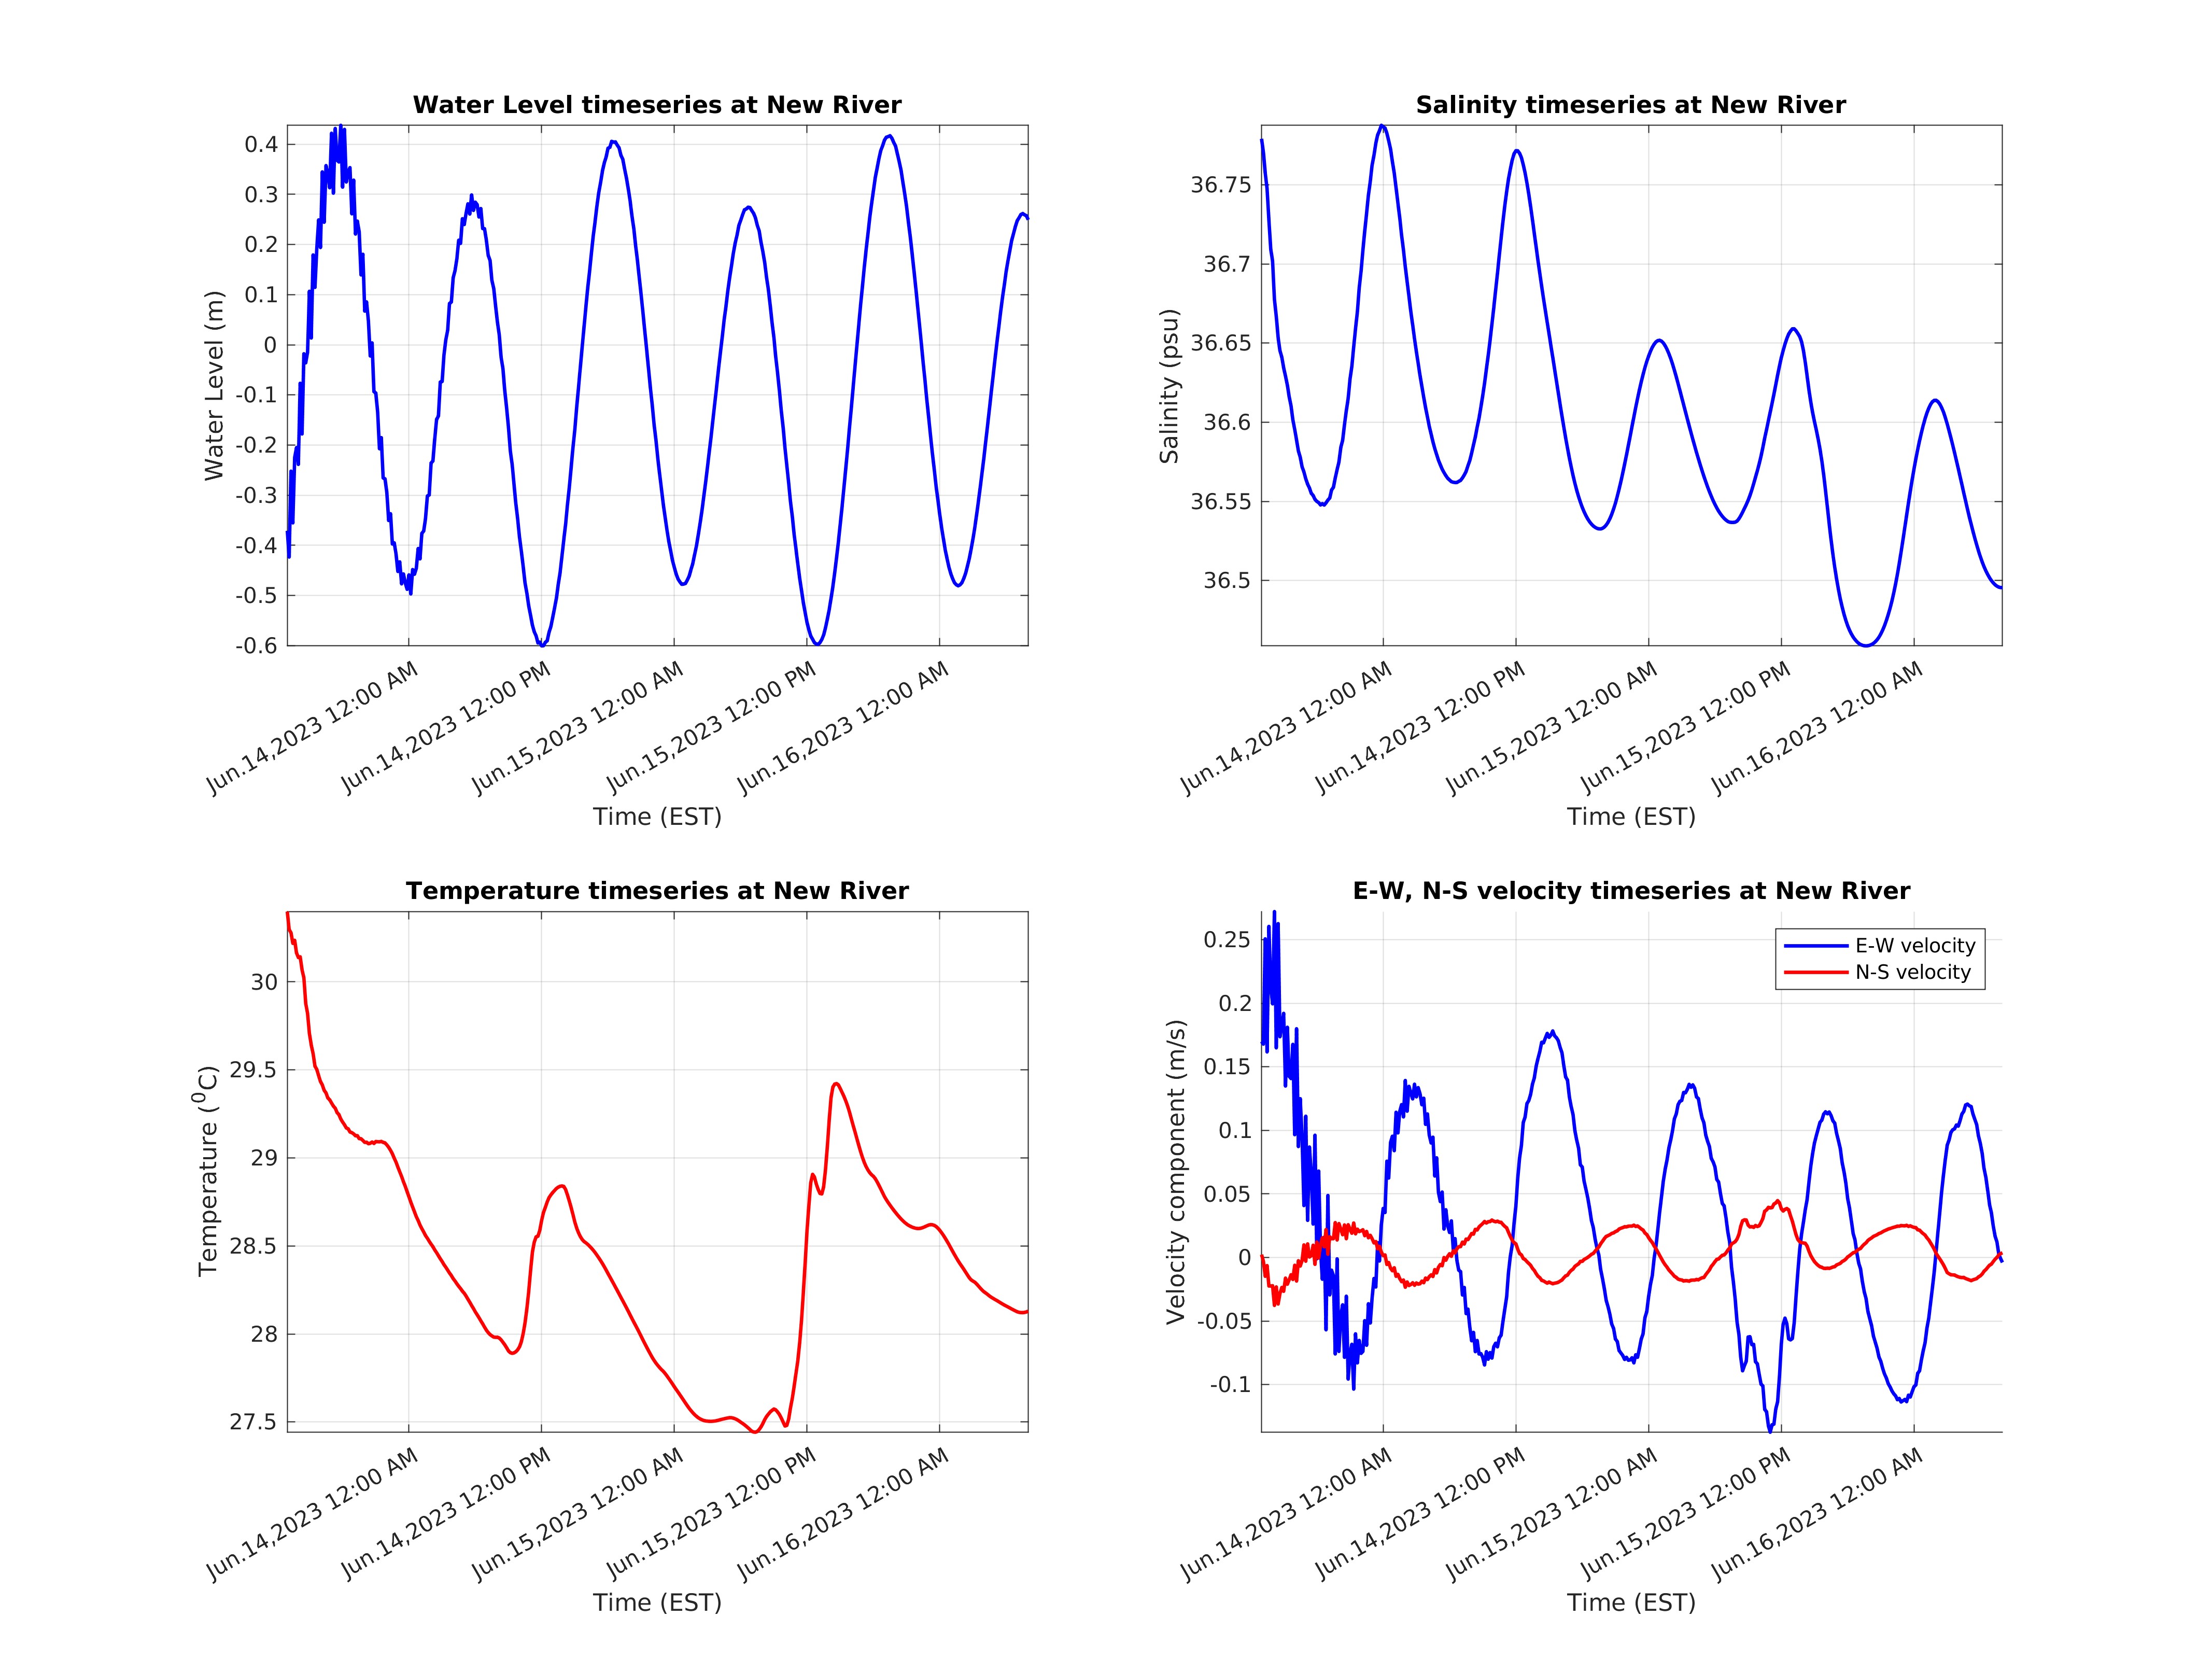 Water Level timeseries at New River
Water Level (m)
0.4
0.3
0.2
0.1
0
-0.1
-0.2
-0.3
-0.4
-0.5
-0.6
Jun.14,2023 12:00 AM
Jun.14,2023 12:00 PM
Jun.15,2023 12:00 AM
Jun.15,2023 12:00 PM
Jun.16,2023 12:00 AM
Time (EST)
Salinity timeseries at New River
Salinity (psu)
36.75
36.7
36.65
36.6
36.55
36.5
Jun.14,2023 12:00 AM
Jun.14,2023 12:00 PM
Jun.15,2023 12:00 AM
Jun.15,2023 12:00 PM
Jun.16,2023 12:00 AM
Time (EST)
Temperature timeseries at New River
Temperature (⁰C)
30
29.5
29
28.5
28
27.5
Jun.14,2023 12:00 AM
Jun.14,2023 12:00 PM
Jun.15,2023 12:00 AM
Jun.15,2023 12:00 PM
Jun.16,2023 12:00 AM
Time (EST)
E-W, N-S velocity timeseries at New River
Velocity component (m/s)
0.25
0.2
0.15
0.1
0.05
0
-0.05
-0.1
E-W velocity
N-S velocity
Jun.14,2023 12:00 AM
Jun.14,2023 12:00 PM
Jun.15,2023 12:00 AM
Jun.15,2023 12:00 PM
Jun.16,2023 12:00 AM
Time (EST)